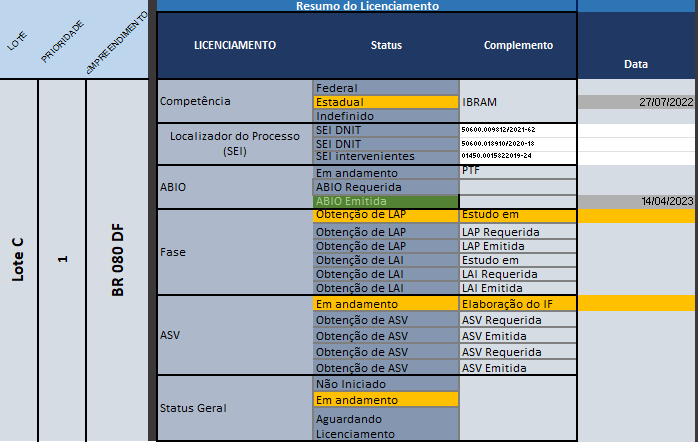 Resumo do Licenciamento
LOTE
PRIORIDADE
EMPREENDIMENTO
LICENCIAMENTO Status Complemento Data
Lote C
1
BR 080 DF
Competência
Federal
Estadual IBRAM 27/07/2022
Indefinido
Localizador do Processo
(SEI)
SEI DNIT 50600.009812/2021-62
SEI DNIT 50600.018910/2020-18
SEI intervenientes 01450.0015822019-24
ABIO
Em andamento PTF
ABIO Requerida
ABIO Emitida 14/04/2023
Fase
Obtenção de LAP Estudo em
Obtenção de LAP LAP Requerida
Obtenção de LAP LAP Emitida
Obtenção de LAI Estudo em
Obtenção de LAI LAI Requerida
Obtenção de LAI LAI Emitida
ASV
Em andamento Elaboração do IF
Obtenção de ASV ASV Requerida
Obtenção de ASV ASV Emitida
Obtenção de ASV ASV Requerida
Obtenção de ASV ASV Emitida
Status Geral
Não Iniciado
Em andamento
Aguardando
Licenciamento